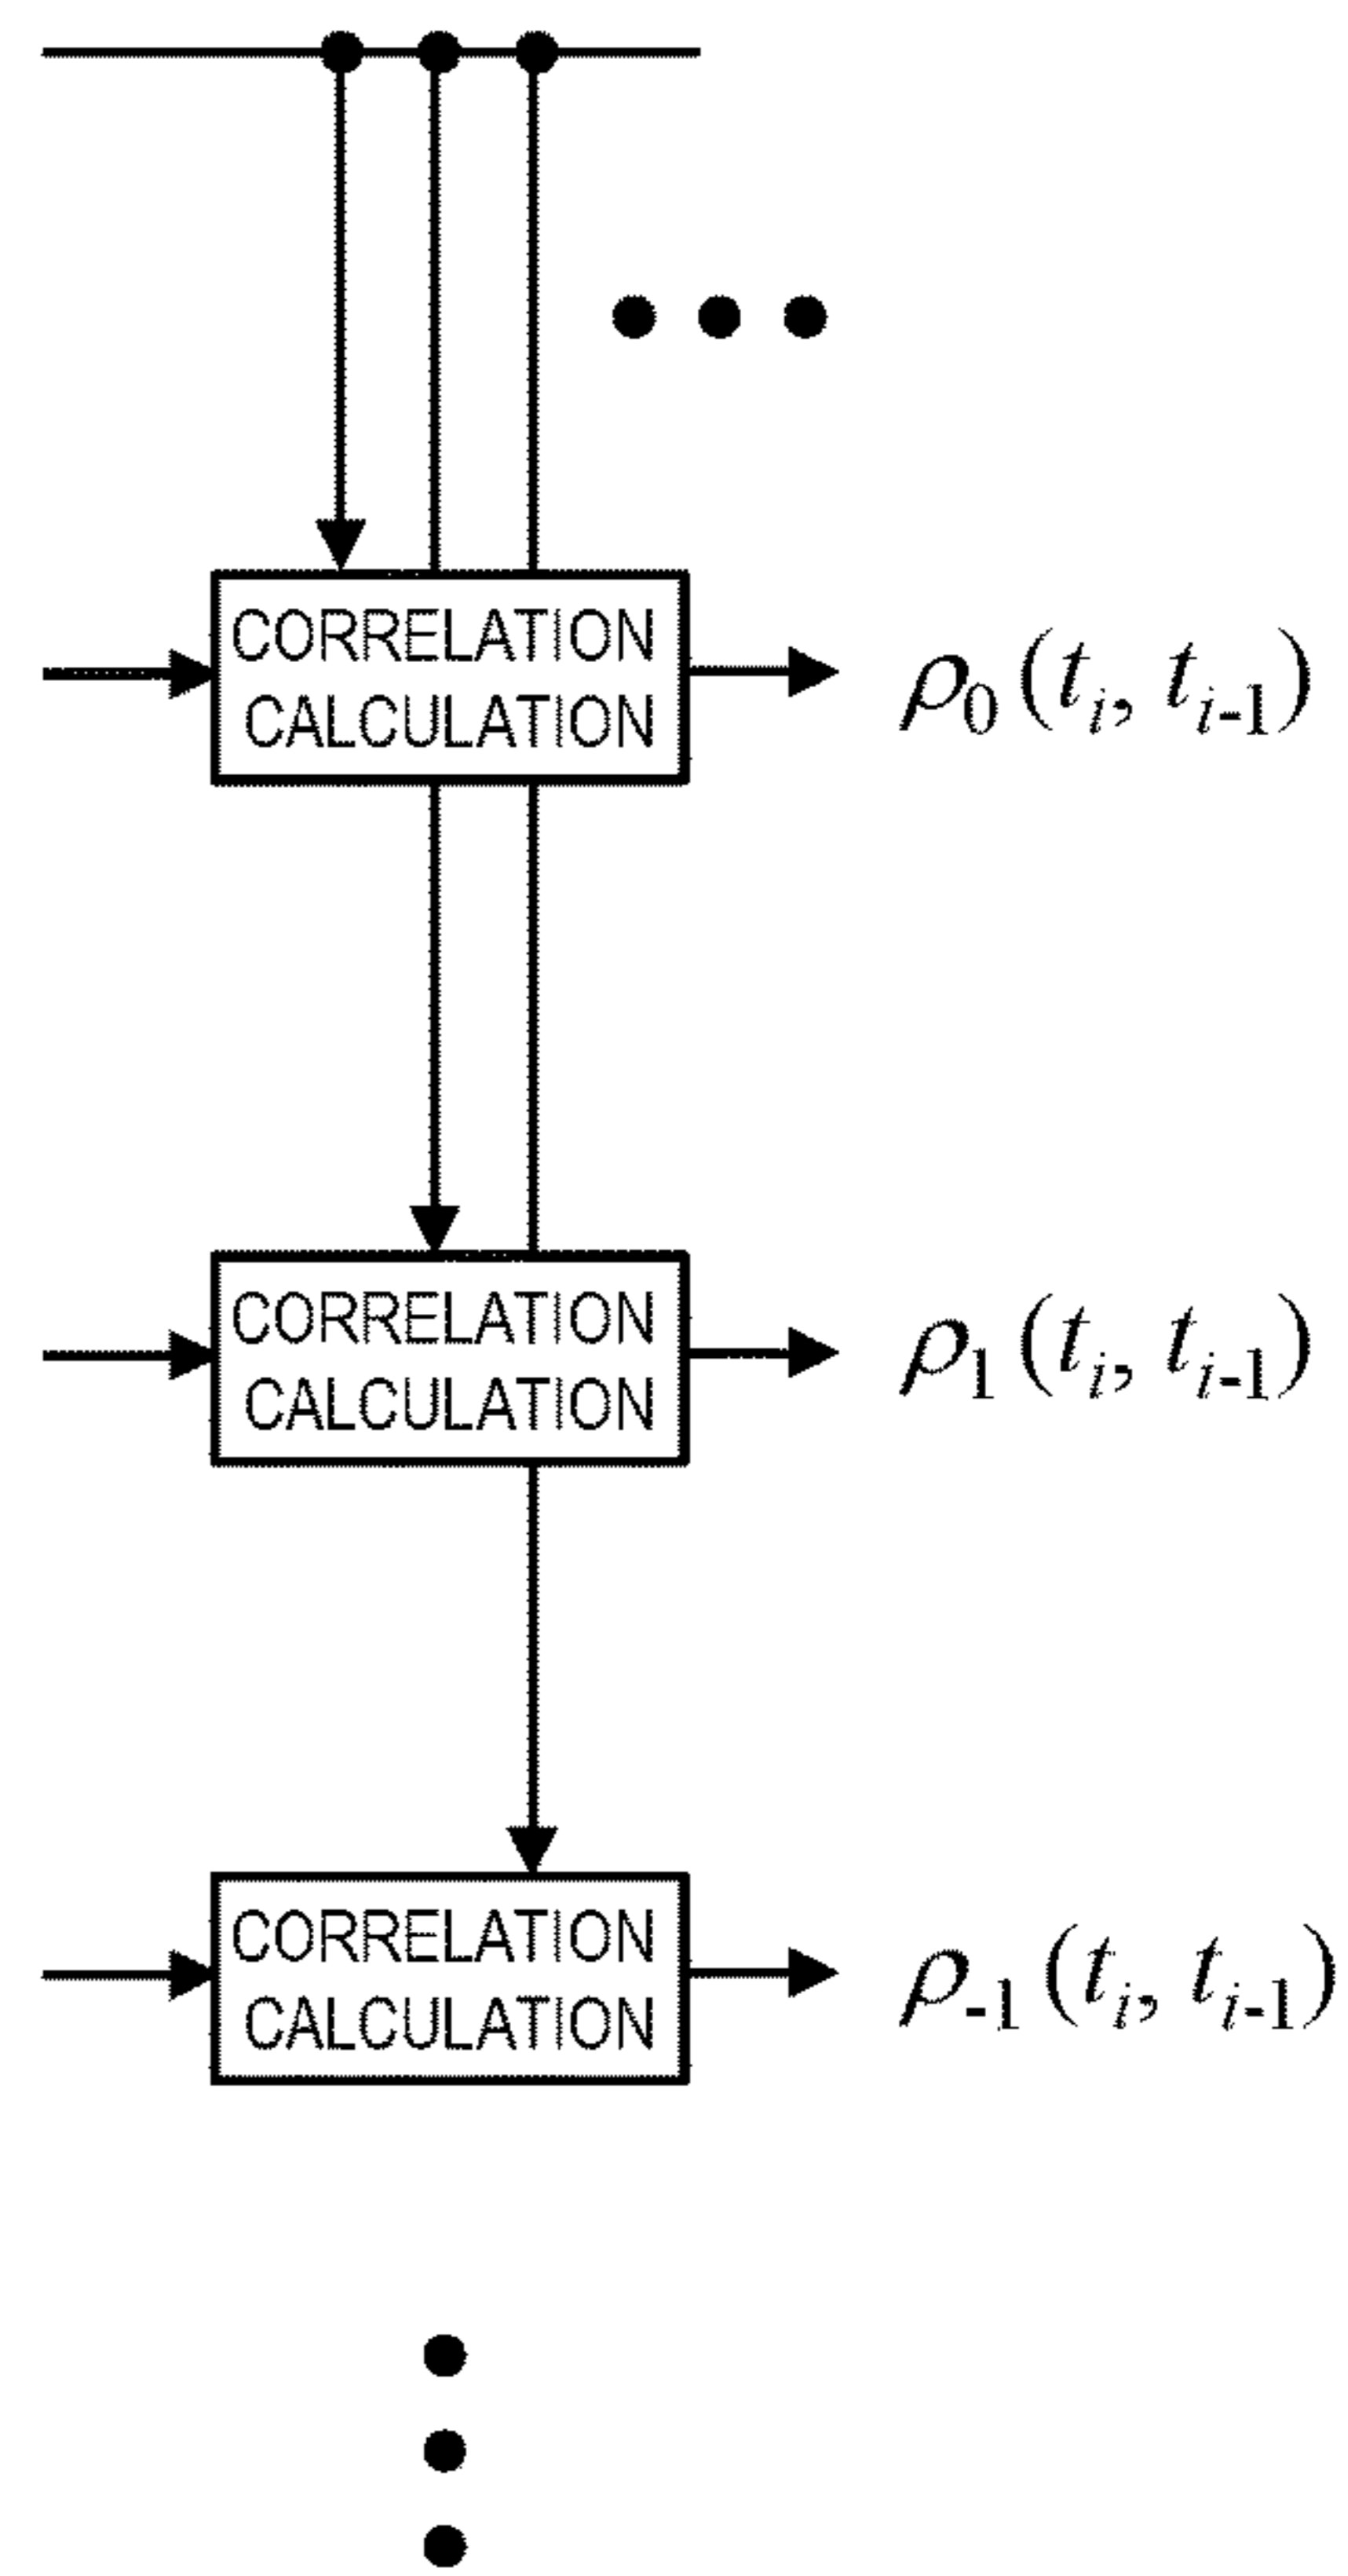 CORRELATION
CALCULATION
ρ₀ (tᵢ, tᵢ₋₁)
CORRELATION
CALCULATION
ρ₁ (tᵢ, tᵢ₋₁)
CORRELATION
CALCULATION
ρ₋₁ (tᵢ, tᵢ₋₁)